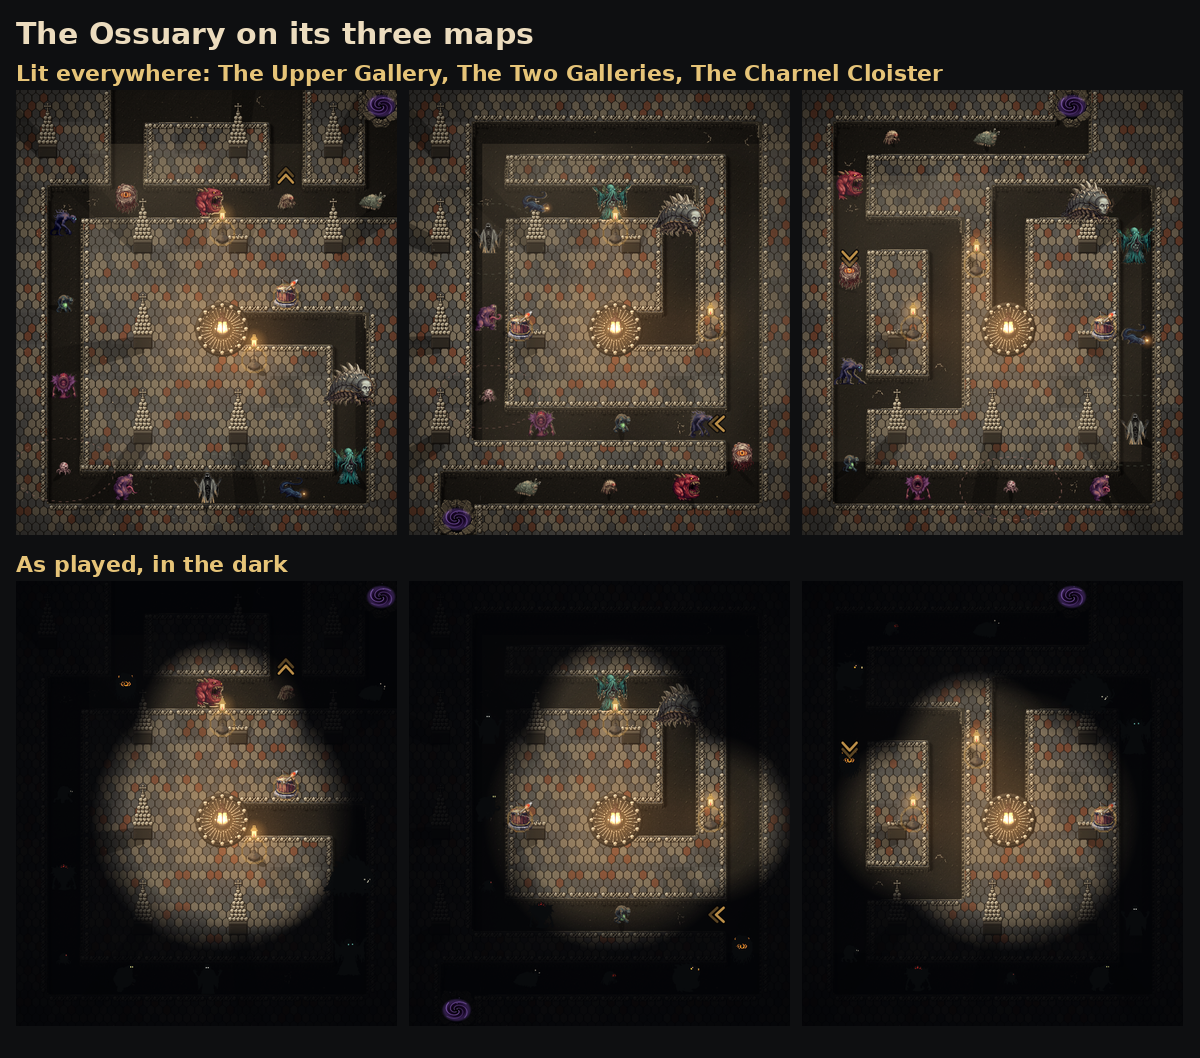 The Ossuary on its three maps
Lit everywhere: The Upper Gallery, The Two Galleries, The Charnel Cloister
As played, in the dark